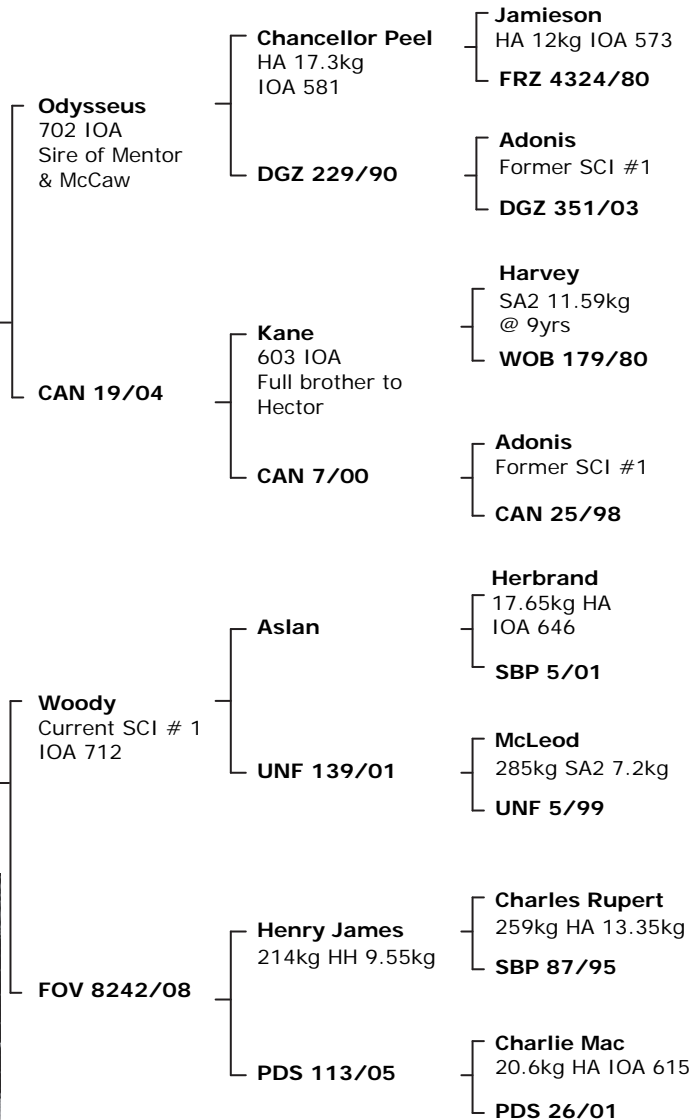 Odysseus
702 IOA
Sire of Mentor
& McCaw
CAN 19/04
Chancellor Peel
HA 17.3kg
IOA 581
DGZ 229/90
Kane
603 IOA
Full brother to
Hector
CAN 7/00
Jamieson
HA 12kg IOA 573
FRZ 4324/80
Adonis
Former SCI #1
DGZ 351/03
Harvey
SA2 11.59kg
@ 9yrs
WOB 179/80
Adonis
Former SCI #1
CAN 25/98
Woody
Current SCI # 1
IOA 712
FOV 8242/08
Aslan
UNF 139/01
Henry James
214kg HH 9.55kg
PDS 113/05
Herbrand
17.65kg HA
IOA 646
SBP 5/01
McLeod
285kg SA2 7.2kg
UNF 5/99
Charles Rupert
259kg HA 13.35kg
SBP 87/95
Charlie Mac
20.6kg HA IOA 615
PDS 26/01